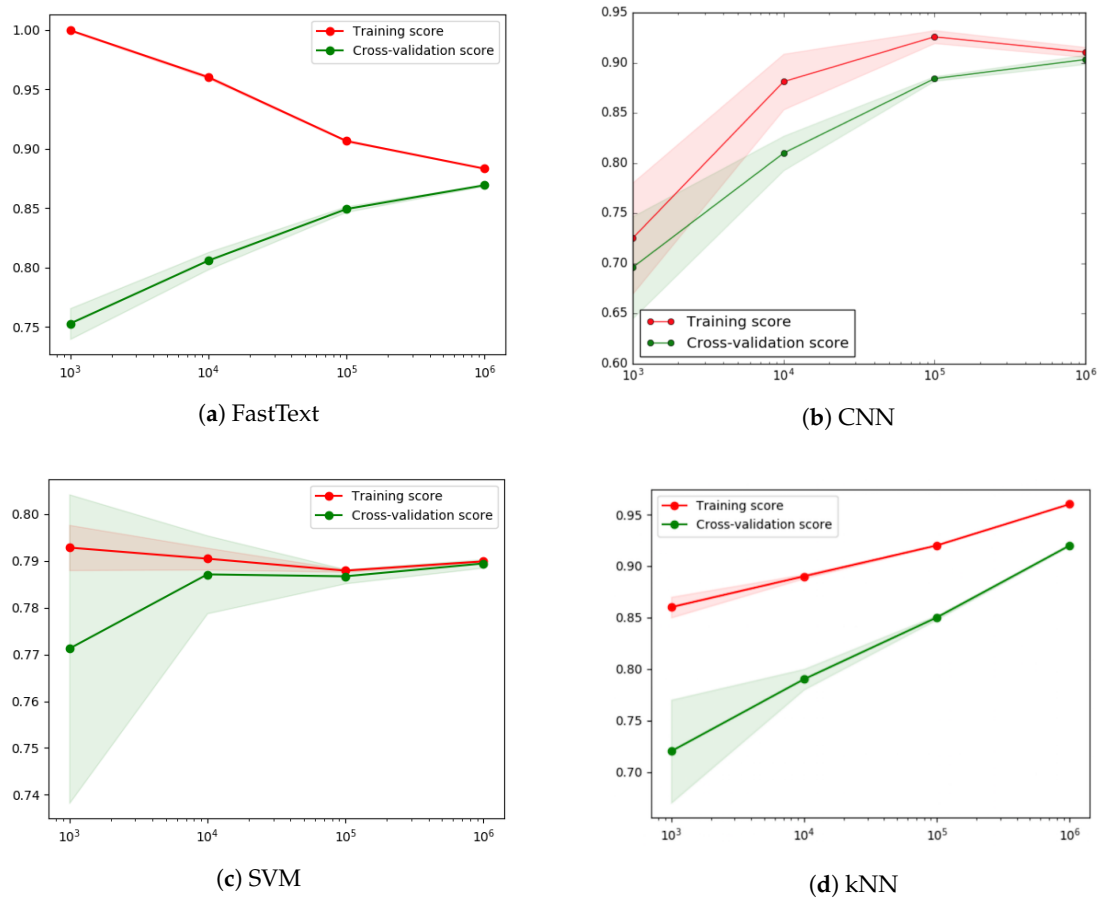 1.00
0.95
0.90
0.85
0.80
0.75
Training score
Cross-validation score
10³ 10⁴ 10⁵ 10⁶
(a) FastText
0.95
0.90
0.85
0.80
0.75
0.70
0.65
0.60
Training score
Cross-validation score
10³ 10⁴ 10⁵ 10⁶
(b) CNN
0.80
0.79
0.78
0.77
0.76
0.75
0.74
Training score
Cross-validation score
10³ 10⁴ 10⁵ 10⁶
(c) SVM
0.95
0.90
0.85
0.80
0.75
0.70
Training score
Cross-validation score
10³ 10⁴ 10⁵ 10⁶
(d) kNN